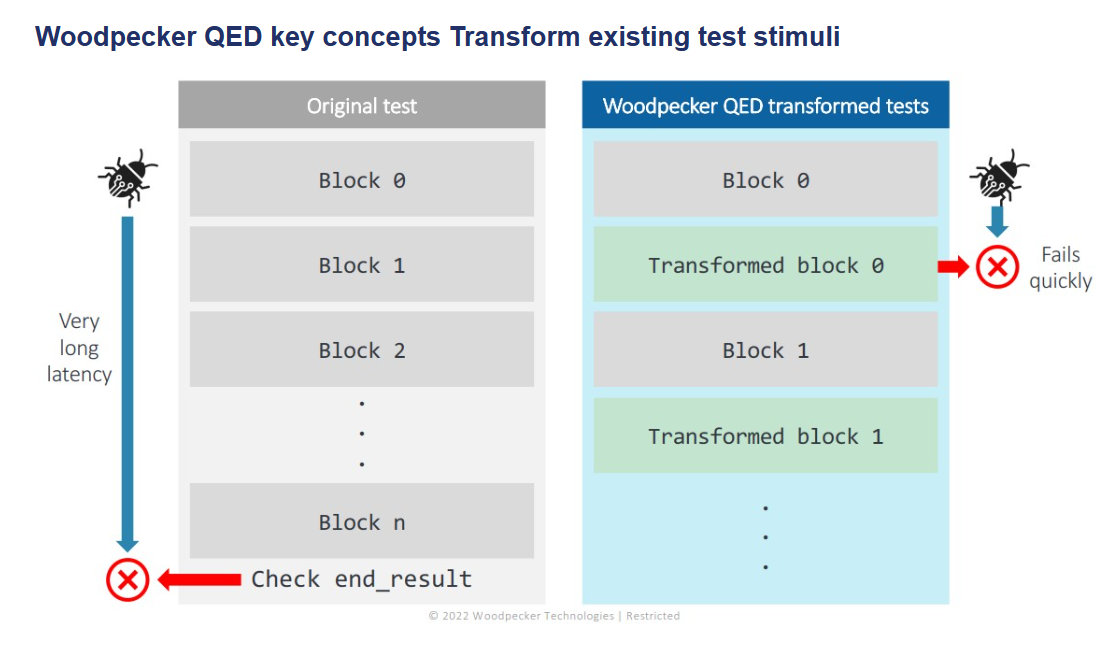 Woodpecker QED key concepts Transform existing test stimuli
Original test
Block 0
Block 1
Block 2
.
.
.
Block n
Check end_result
Very
long
latency
Woodpecker QED transformed tests
Block 0
Transformed block 0
Block 1
Transformed block 1
.
.
.
Fails
quickly
© 2022 Woodpecker Technologies | Restricted